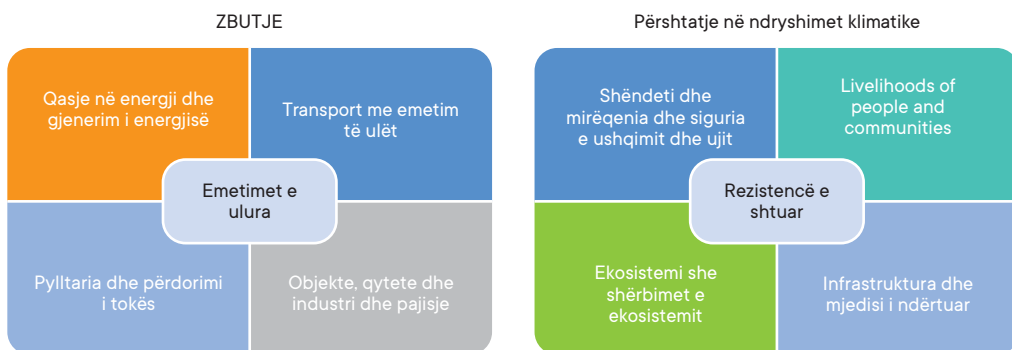 ZBUTJE
Qasje në energji dhe
gjenerim i energjisë
Transport me emetim
të ulët
Emetimet e
ulura
Pylltaria dhe përdorimi
i tokës
Objekte, qytete dhe
industri dhe pajisje
Përshtatje në ndryshimet klimatike
Shëndeti dhe
mirëqenia dhe siguria
e ushqimit dhe ujit
Livelihoods of
people and
communities
Rezistencë e
shtuar
Ekosistemi she
shërbimet e
ekosistemit
Infrastruktura dhe
mjedisi i ndërtuar